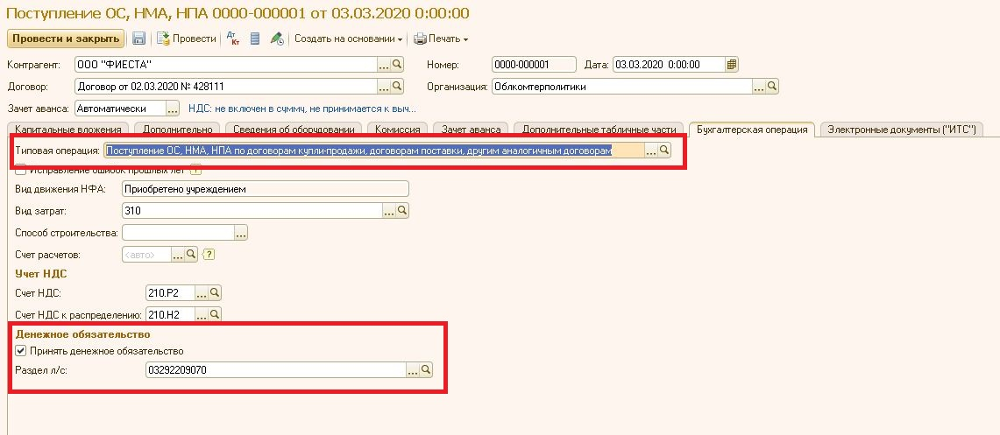 Поступление ОС, НМА, НПА 0000-000001 от 03.03.2020 0:00:00
Провести и закрыть Провести Дт Кт Создать на основании Печать
Контрагент: ООО "ФИЕСТА" ... Номер: 0000-000001 Дата: 03.03.2020 0:00:00
Договор: Договор от 02.03.2020 № 428111 ... Организация: Облкомтерполитики ...
Зачет аванса: Автоматически ... НДС: не включен в сумму, не принимается к выч...
Капитальные вложения Дополнительно Сведения об оборудовании Комиссия Зачет аванса Дополнительные табличные части Бухгалтерская операция Электронные документы ("ИТС")
Типовая операция: Поступление ОС, НМА, НПА по договорам купли-продажи, договорам поставки, другим аналогичным договорам ...
Исправление ошибок прошлых лет ?
Вид движения НФА: Приобретено учреждением
Вид затрат: 310 ...
Способ строительства: ...
Счет расчетов: <авто> ... ?
Учет НДС
Счет НДС: 210.Р2 ...
Счет НДС к распределению: 210.Н2 ...
Денежное обязательство
Принять денежное обязательство
Раздел л/с: 03292209070 ...